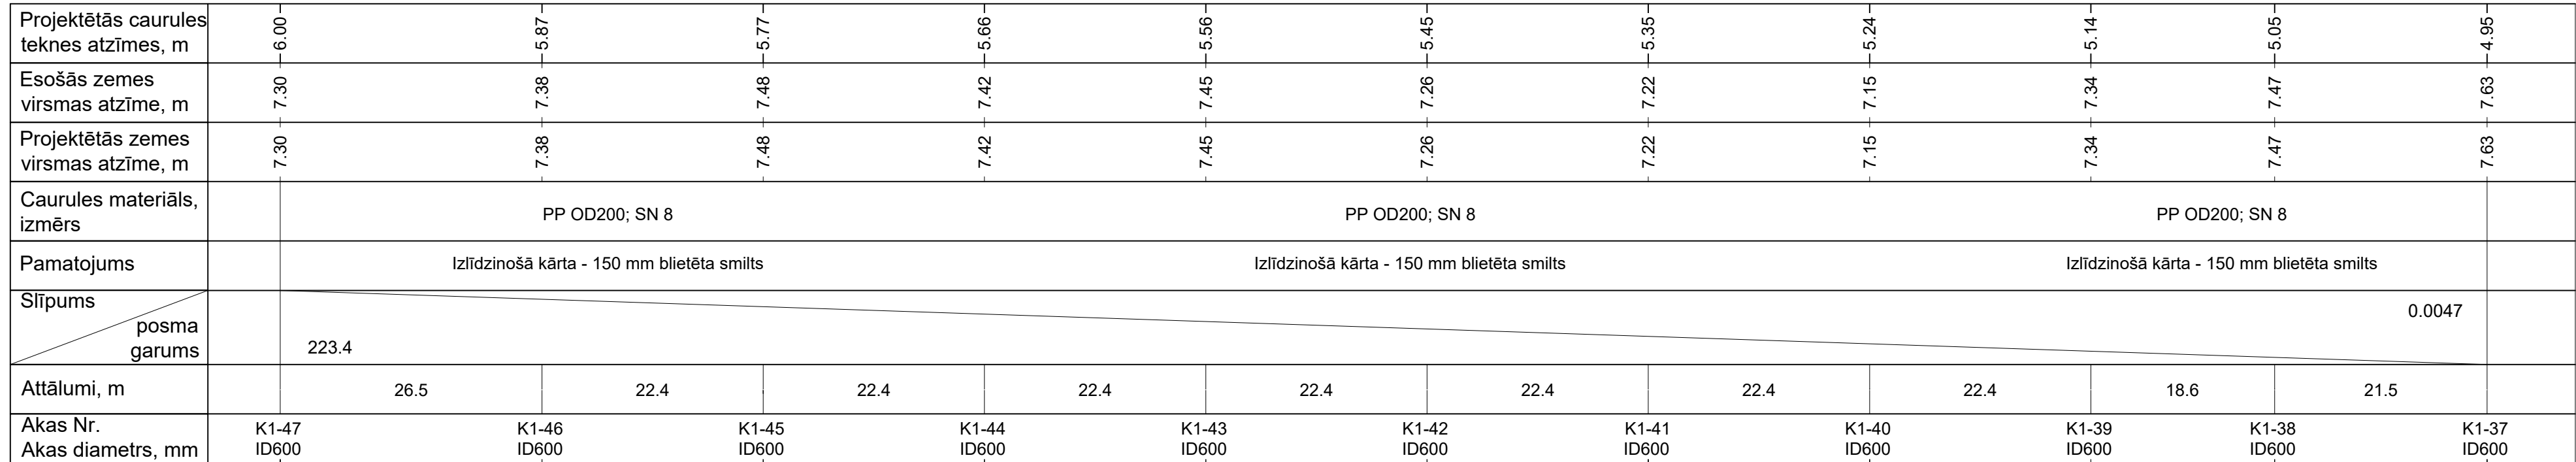 Projektētās caurules
teknes atzīmes, m
6.00 5.87 5.77 5.66 5.56 5.45 5.35 5.24 5.14 5.05 4.95
Esošās zemes
virsmas atzīme, m
7.30 7.38 7.48 7.42 7.45 7.26 7.22 7.15 7.34 7.47 7.63
Projektētās zemes
virsmas atzīme, m
7.30 7.38 7.48 7.42 7.45 7.26 7.22 7.15 7.34 7.47 7.63
Caurules materiāls,
izmērs
PP OD200; SN 8 PP OD200; SN 8 PP OD200; SN 8
Pamatojums
Izlīdzinošā kārta - 150 mm blietēta smilts Izlīdzinošā kārta - 150 mm blietēta smilts Izlīdzinošā kārta - 150 mm blietēta smilts
Slīpums
posma
garums
223.4 0.0047
Attālumi, m
26.5 22.4 22.4 22.4 22.4 22.4 22.4 22.4 18.6 21.5
Akas Nr.
Akas diametrs, mm
K1-47 K1-46 K1-45 K1-44 K1-43 K1-42 K1-41 K1-40 K1-39 K1-38 K1-37
ID600 ID600 ID600 ID600 ID600 ID600 ID600 ID600 ID600 ID600 ID600